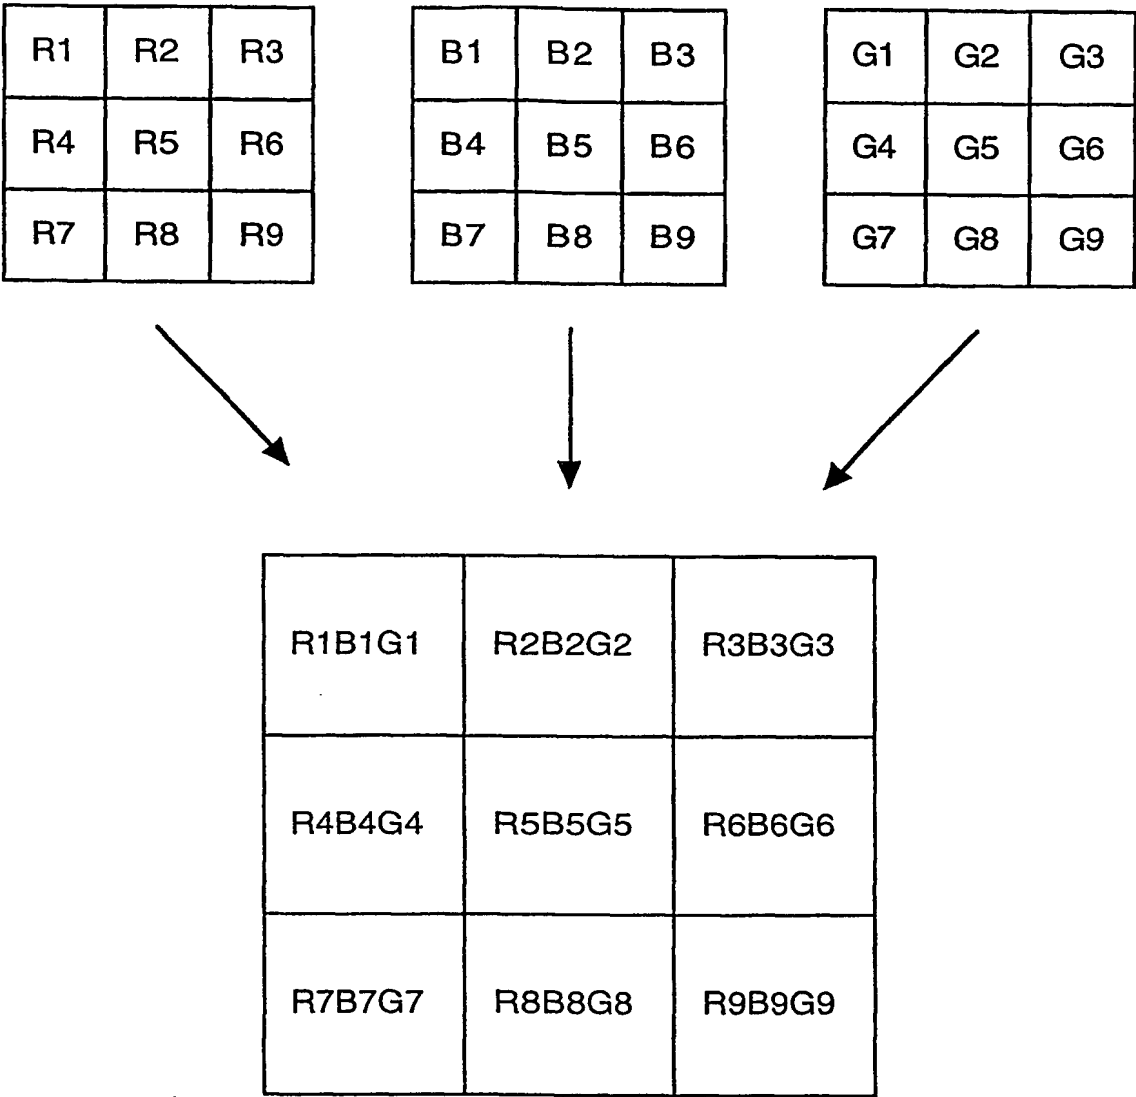 R1 R2 R3 B1 B2 B3 G1 G2 G3
R4 R5 R6 B4 B5 B6 G4 G5 G6
R7 R8 R9 B7 B8 B9 G7 G8 G9
R1B1G1 R2B2G2 R3B3G3
R4B4G4 R5B5G5 R6B6G6
R7B7G7 R8B8G8 R9B9G9